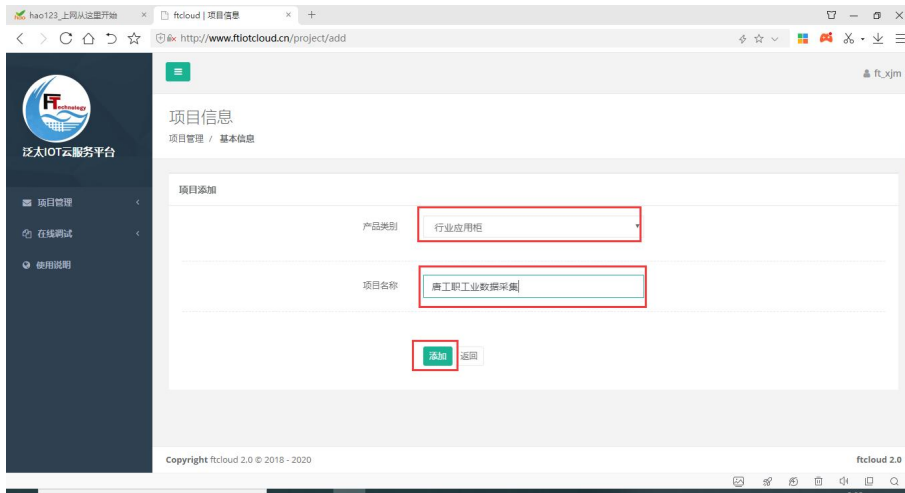 hao123_上网从这里开始
ftcloud | 项目信息
http://www.ftiotcloud.cn/project/add
ft_xjm
FTechnology
泛太IOT云服务平台
项目信息
项目管理 / 基本信息
项目管理
在线调试
使用说明
项目添加
产品类别
行业应用柜
项目名称
唐工职工业数据采集
添加
返回
Copyright ftcloud 2.0 © 2018 - 2020
ftcloud 2.0